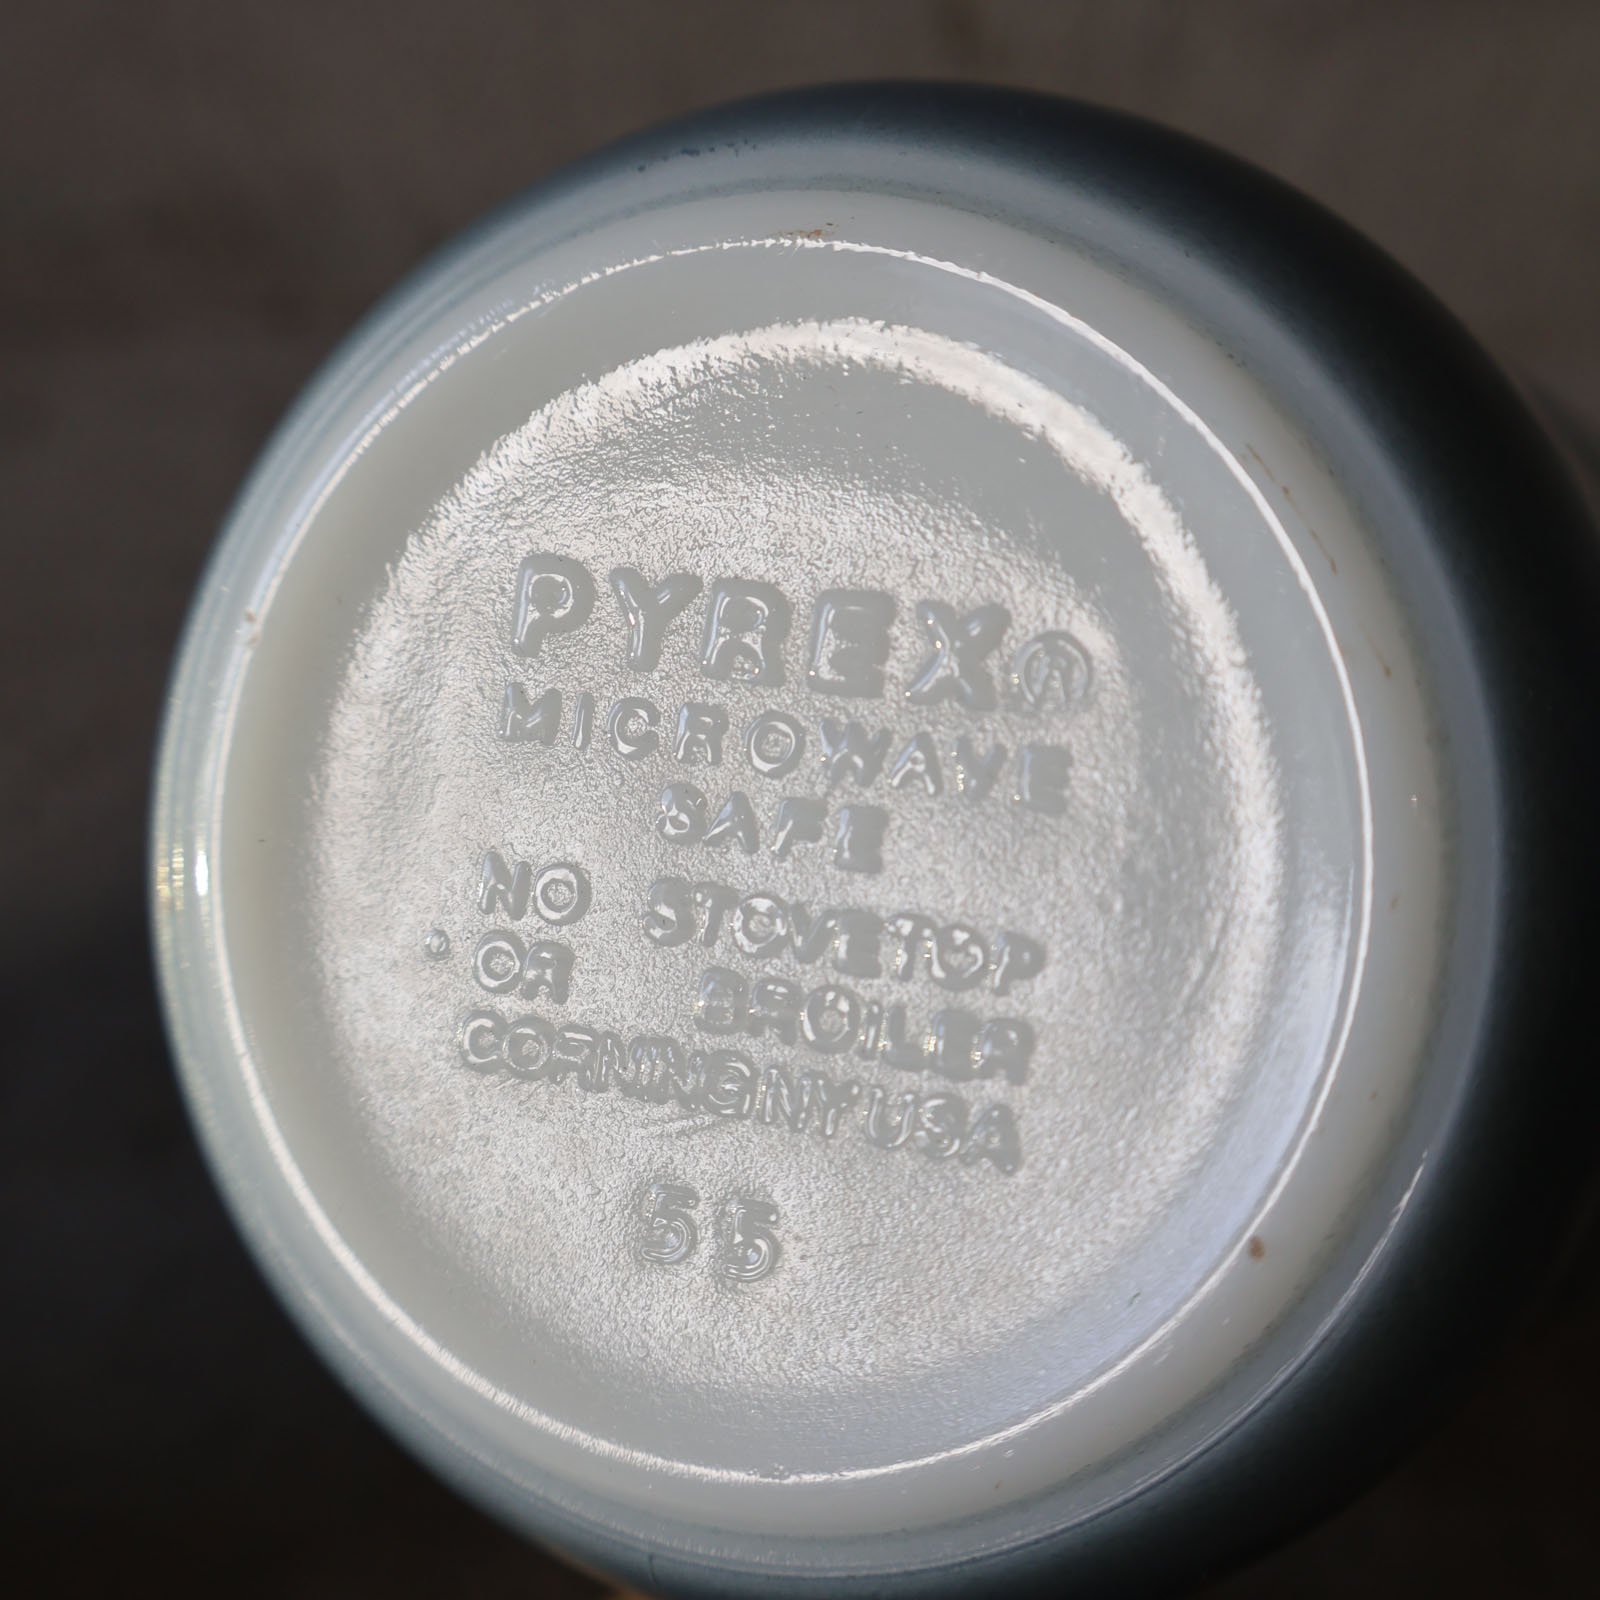 PYREX®
MICROWAVE
SAFE
NO STOVETOP
OR BROILER
CORNING NY USA
55